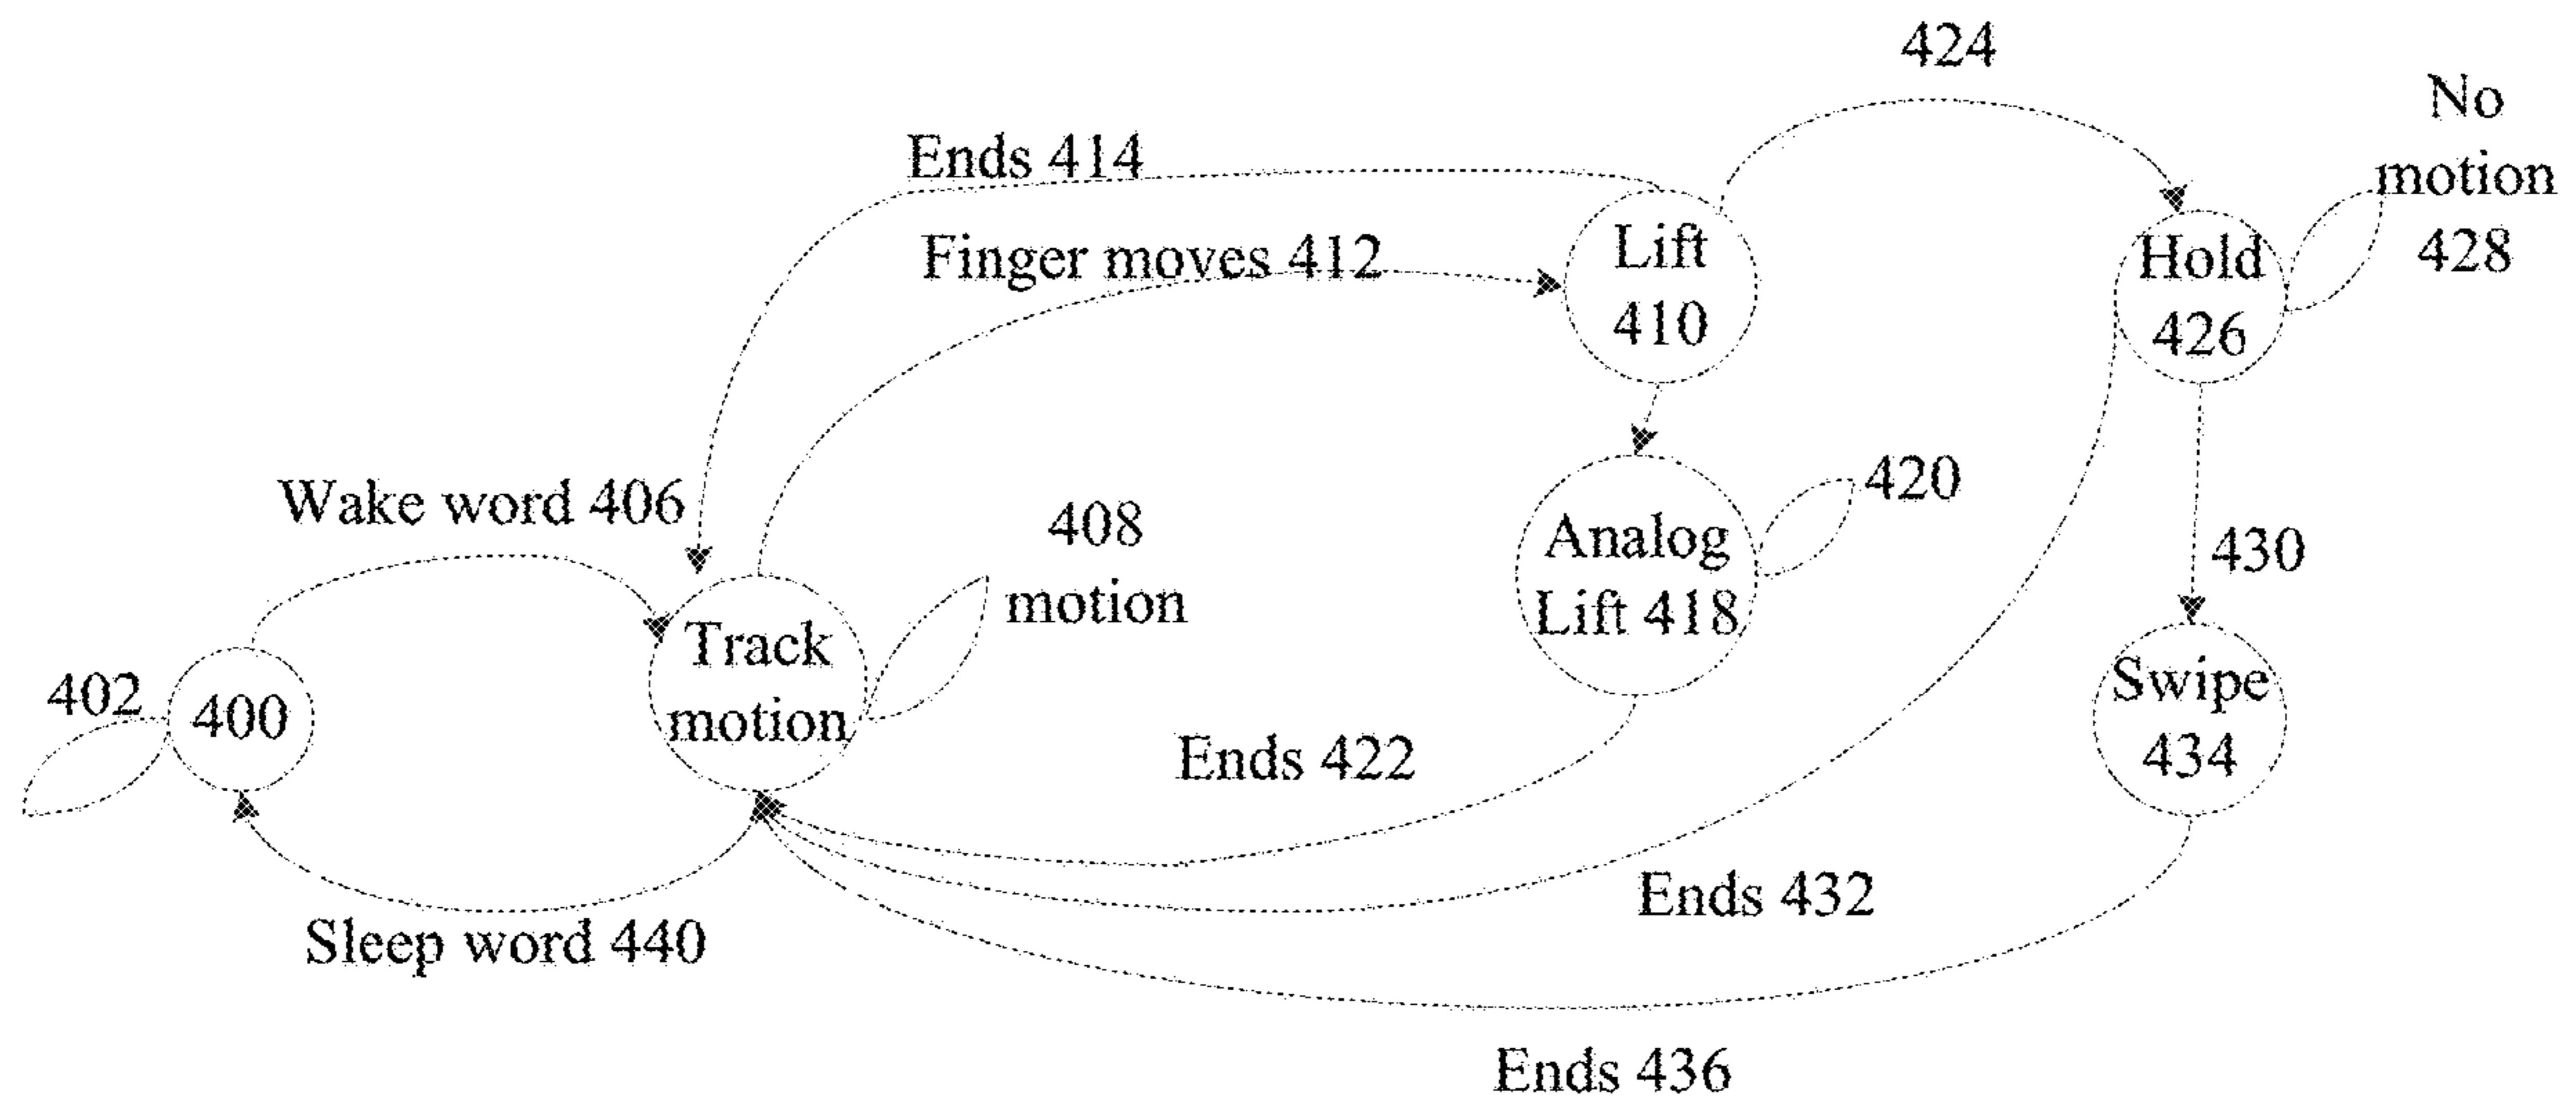 424
No
motion
428
Ends 414
Finger moves 412
Lift
410
Hold
426
Wake word 406
408
motion
Analog
Lift 418
420
430
Track
motion
402
400
Swipe
434
Ends 422
Ends 432
Sleep word 440
Ends 436